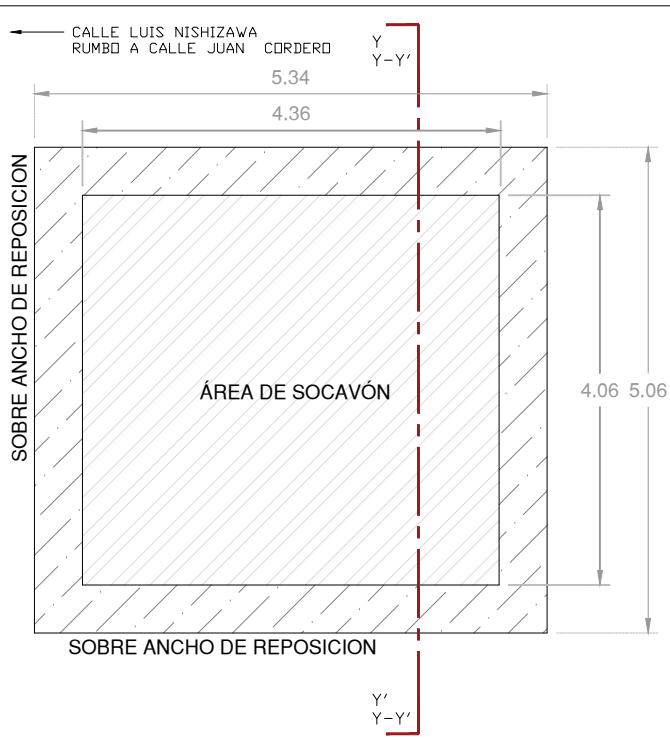 CALLE LUIS NISHIZAWA
RUMBO A CALLE JUAN CORDERO
Y
Y-Y'
5.34
4.36
SOBRE ANCHO DE REPOSICION
ÁREA DE SOCAVÓN
4.06
5.06
SOBRE ANCHO DE REPOSICION
Y'
Y-Y'